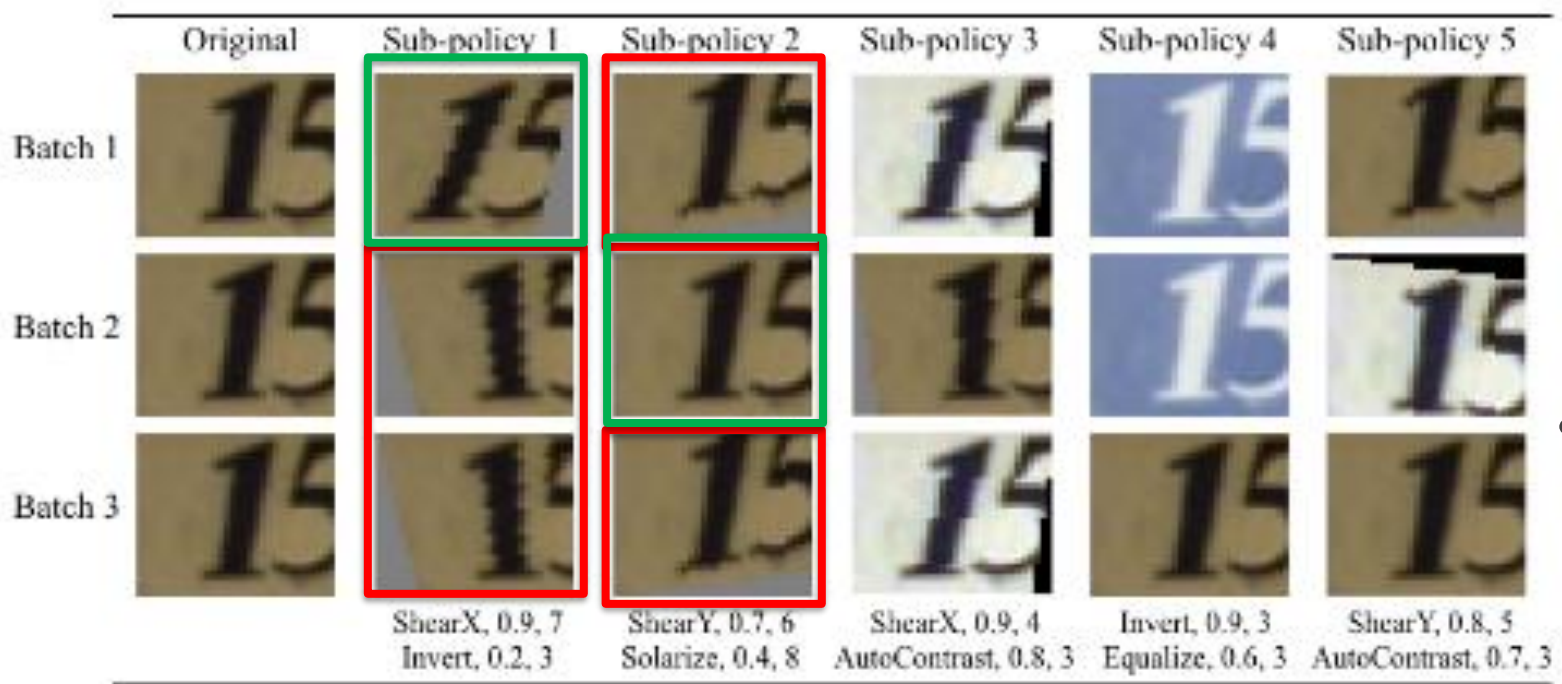 Original Sub-policy 1 Sub-policy 2 Sub-policy 3 Sub-policy 4 Sub-policy 5
Batch 1 15 15 15 15 15 15
Batch 2 15 15 15 15 15 15
Batch 3 15 15 15 15 15 15
ShearX, 0.9, 7 ShearY, 0.7, 6 ShearX, 0.9, 4 Invert, 0.9, 3 ShearY, 0.8, 5
Invert, 0.2, 3 Solarize, 0.4, 8 AutoContrast, 0.8, 3 Equalize, 0.6, 3 AutoContrast, 0.7, 3